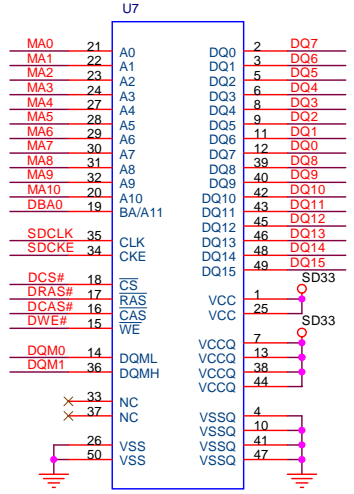 U7
MA0 21 A0 DQ0 2 DQ7
MA1 22 A1 DQ1 3 DQ6
MA2 23 A2 DQ2 5 DQ5
MA3 24 A3 DQ3 6 DQ4
MA4 27 A4 DQ4 8 DQ3
MA5 28 A5 DQ5 9 DQ2
MA6 29 A6 DQ6 11 DQ1
MA7 30 A7 DQ7 12 DQ0
MA8 31 A8 DQ8 39 DQ8
MA9 32 A9 DQ9 40 DQ9
MA10 20 A10 DQ10 42 DQ10
DBA0 19 BA/A11 DQ11 43 DQ11
DQ12 45 DQ12
SDCLK 35 CLK DQ13 46 DQ13
SDCKE 34 CKE DQ14 48 DQ14
DQ15 49 DQ15
SD33
DCS# 18 CS
DRAS# 17 RAS VCC 1
DCAS# 16 CAS VCC 25
DWE# 15 WE SD33
VCCQ 7
DQM0 14 DQML VCCQ 13
DQM1 36 DQMH VCCQ 38
VCCQ 44
33 NC
37 NC VSSQ 4
VSSQ 10
26 VSS VSSQ 41
50 VSS VSSQ 47